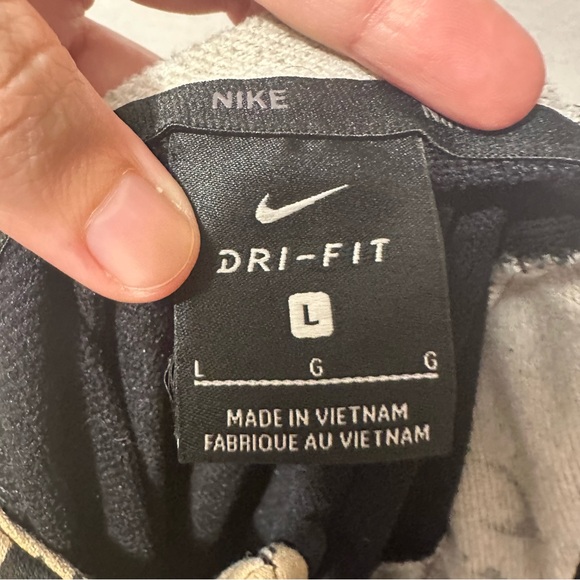 NIKE
DRI-FIT
L
L G G
MADE IN VIETNAM
FABRIQUE AU VIETNAM